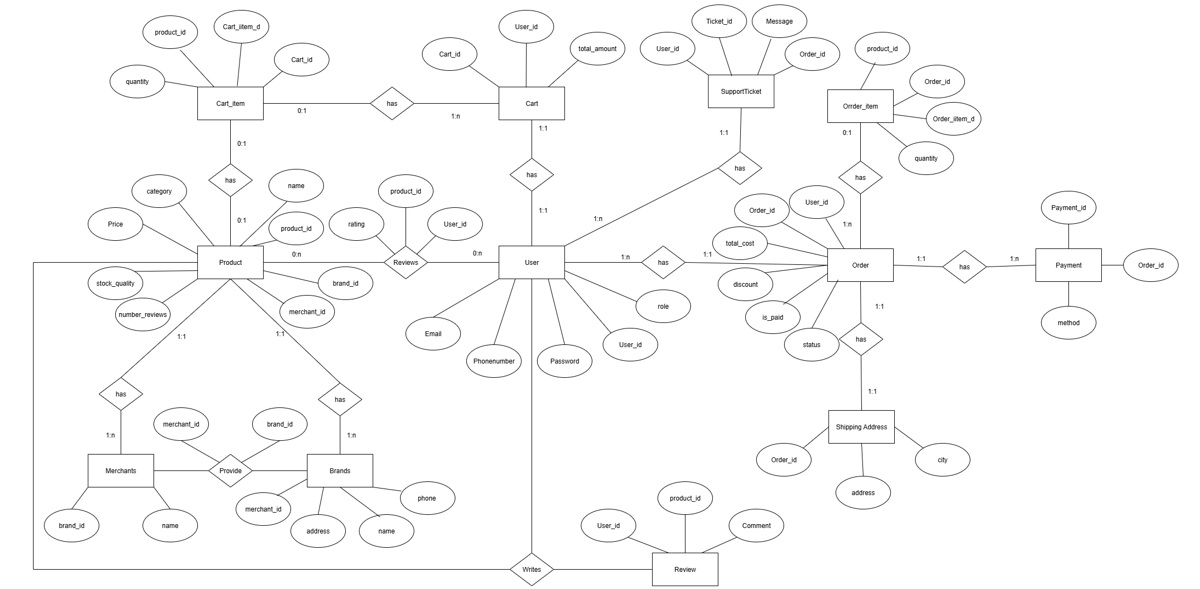 product_id
Cart_iitem_d
Cart_id
quantity
Cart_item
0:1
has
1:n
Cart_id
User_id
total_amount
Cart
1:1
has
1:1
User_id
Ticket_id
Message
Order_id
SupportTicket
1:1
has
1:n
product_id
Order_id
Order_iitem_d
quantity
Orrder_item
0:1
has
1:n
0:1
has
0:1
category
name
Price
product_id
Product
stock_quality
number_reviews
merchant_id
brand_id
0:n
rating
product_id
User_id
Reviews
0:n
User
Email
Phonenumber
Password
User_id
role
1:n
has
1:1
Order_id
User_id
total_cost
discount
is_paid
status
Order
1:1
has
1:n
Payment_id
Payment
Order_id
method
1:1
has
1:1
Shipping Address
Order_id
address
city
1:1
has
1:n
1:1
has
1:n
merchant_id
brand_id
Merchants
Provide
Brands
brand_id
name
merchant_id
address
name
phone
User_id
product_id
Comment
Writes
Review